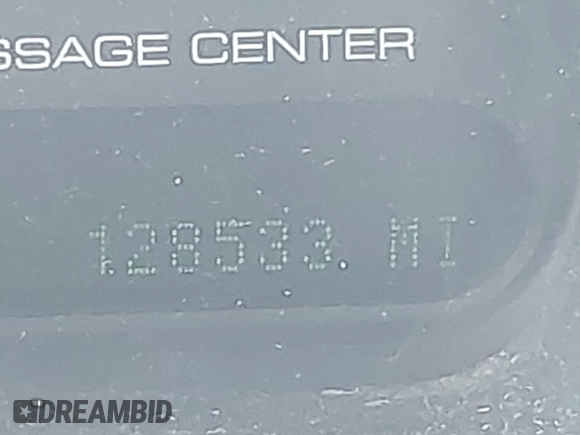 SSAGE CENTER
128533. MI
DREAMBID